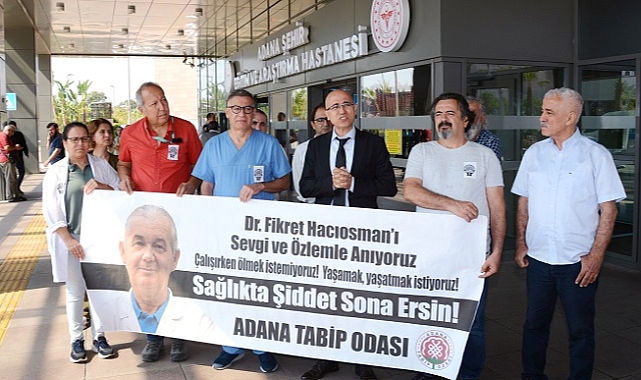 ADANA ŞEHİR
EĞİTİM VE ARAŞTIRMA HASTANESİ
Dr. Fikret Hacıosman'ı
Sevgi ve Özlemle Anıyoruz
Çalışırken ölmek istemiyoruz! Yaşamak, yaşatmak istiyoruz!
Sağlıkta Şiddet Sona Ersin!
ADANA TABİP ODASI